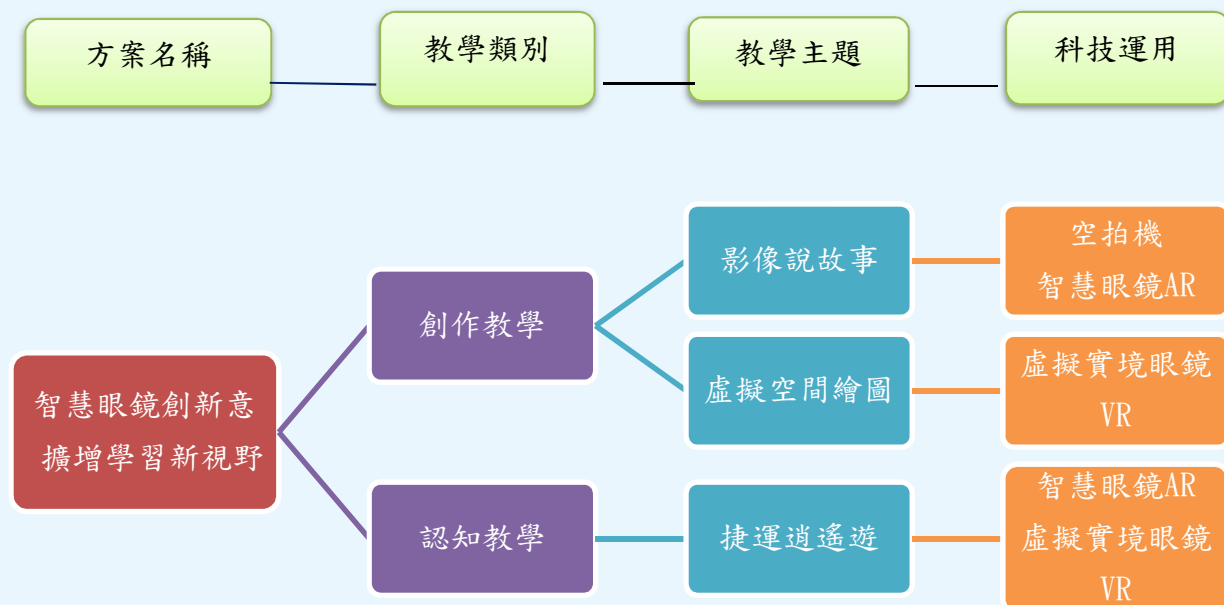 方案名稱
教學類別
教學主題
科技運用
智慧眼鏡創新意
擴增學習新視野
創作教學
影像說故事
空拍機
智慧眼鏡AR
虛擬空間繪圖
虛擬實境眼鏡
VR
認知教學
捷運逍遙遊
智慧眼鏡AR
虛擬實境眼鏡
VR